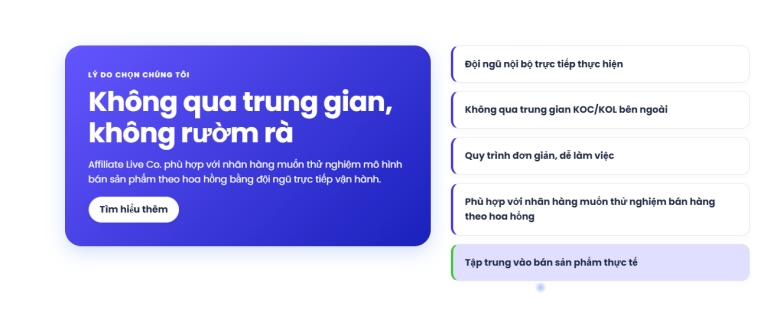 LÝ DO CHỌN CHÚNG TÔI
Không qua trung gian,
không rườm rà
Affiliate Live Co. phù hợp với nhãn hàng muốn thử nghiệm mô hình
bán sản phẩm theo hoa hồng bằng đội ngũ trực tiếp vận hành.
Tìm hiểu thêm
Đội ngũ nội bộ trực tiếp thực hiện
Không qua trung gian KOC/KOL bên ngoài
Quy trình đơn giản, dễ làm việc
Phù hợp với nhãn hàng muốn thử nghiệm bán hàng
theo hoa hồng
Tập trung vào bán sản phẩm thực tế